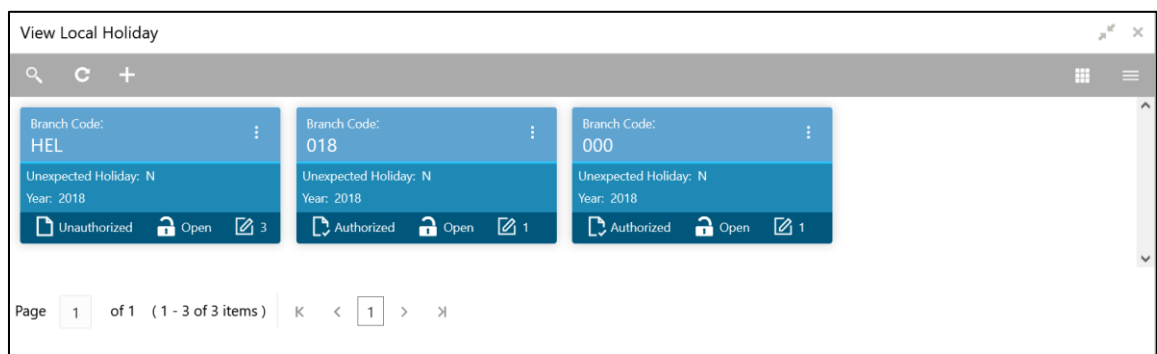 View Local Holiday
Branch Code:
HEL
Unexpected Holiday: N
Year: 2018
Unauthorized Open 3
Branch Code:
018
Unexpected Holiday: N
Year: 2018
Authorized Open 1
Branch Code:
000
Unexpected Holiday: N
Year: 2018
Authorized Open 1
Page 1 of 1 ( 1 - 3 of 3 items ) 1